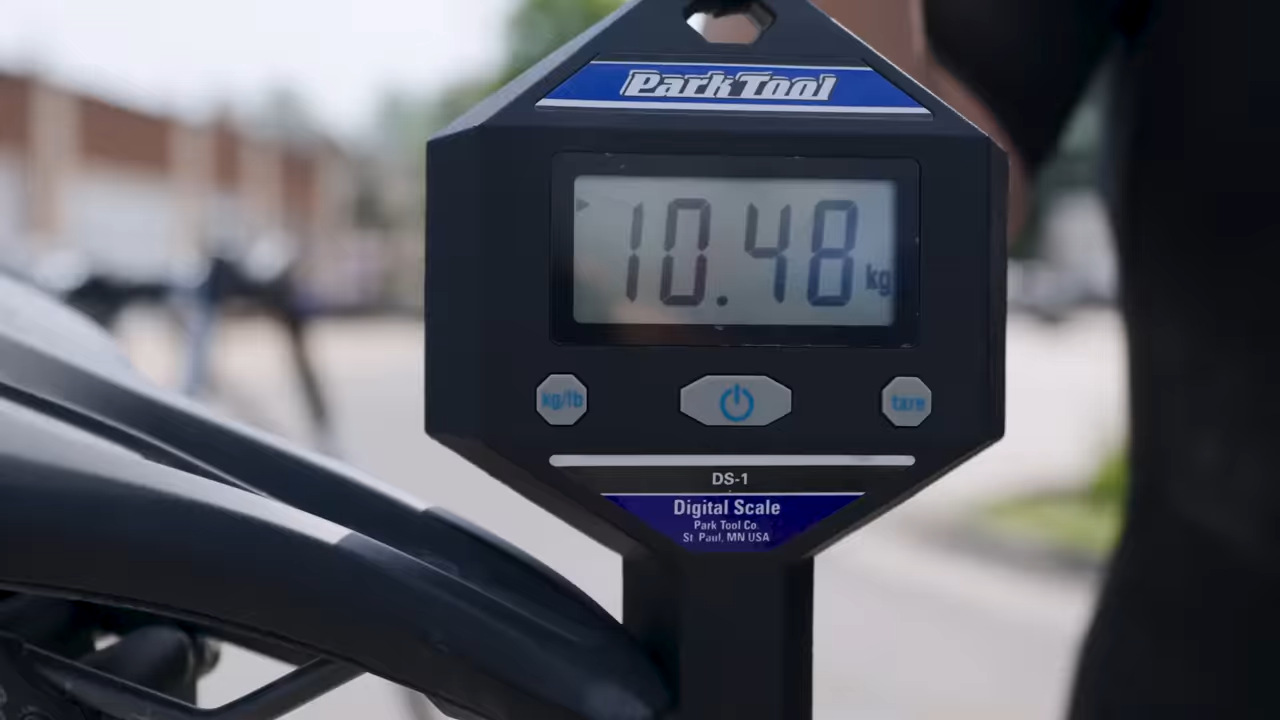 Park Tool
10.48 kg
kg/lb
tare
DS-1
Digital Scale
Park Tool Co.
St. Paul, MN USA